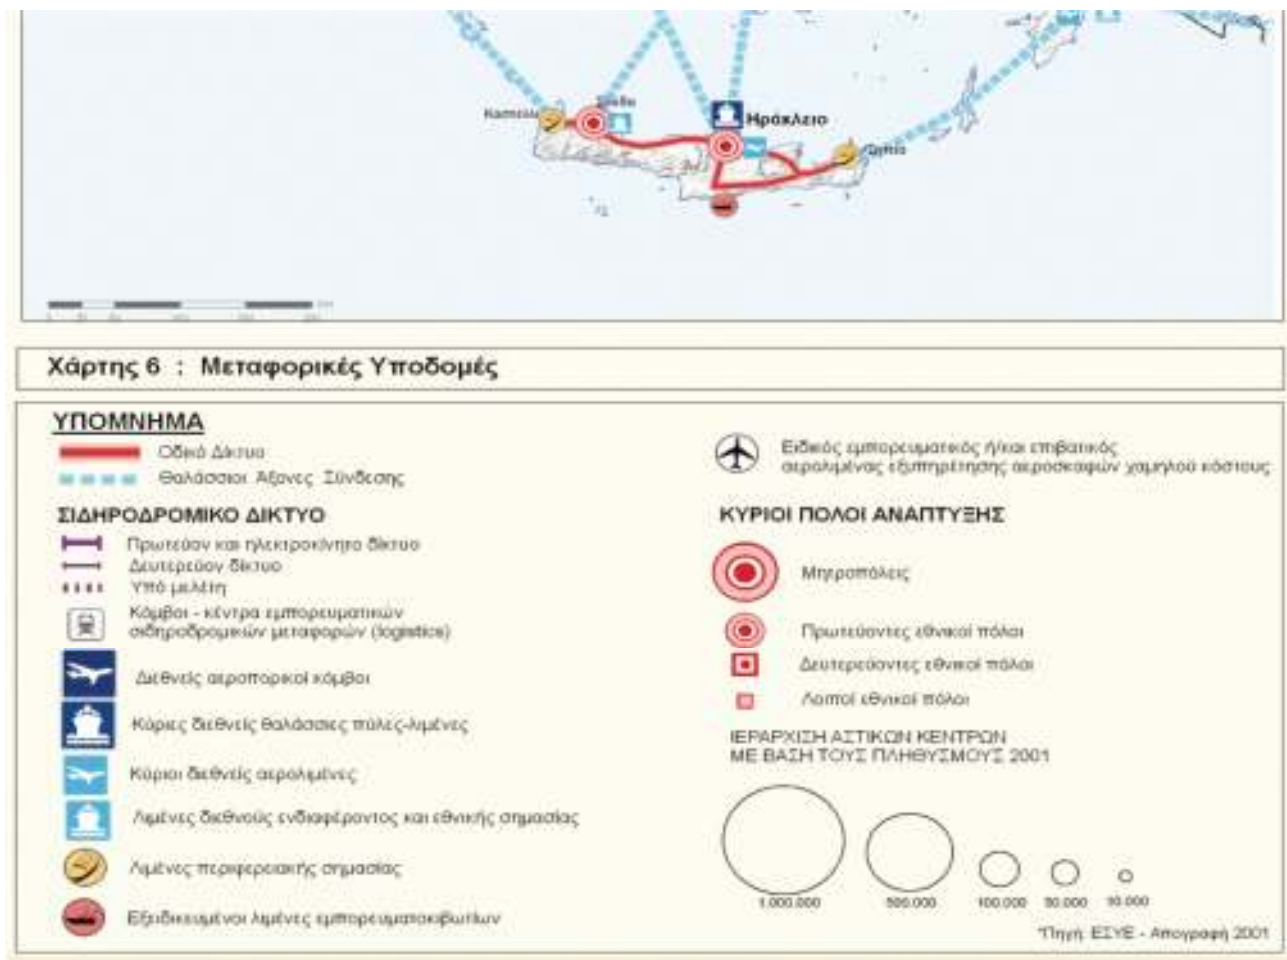 Ηράκλειο
Σητεία
Χάρτης 6 : Μεταφορικές Υποδομές
ΥΠΟΜΝΗΜΑ
Οδικό Δίκτυο
Θαλάσσιοι Άξονες Σύνδεσης
ΣΙΔΗΡΟΔΡΟΜΙΚΟ ΔΙΚΤΥΟ
Πρωτεύον και ηλεκτροκίνητο δίκτυο
Δευτερεύον δίκτυο
Υπό μελέτη
Κόμβοι - κέντρα εμπορευματικών
σιδηροδρομικών μεταφορών (logistics)
Διεθνείς αεροπορικοί κόμβοι
Κύριες διεθνείς θαλάσσιες πύλες-λιμένες
Κύριοι διεθνείς αερολιμένες
Λιμένες διεθνούς ενδιαφέροντος και εθνικής σημασίας
Λιμένες περιφερειακής σημασίας
Εξειδικευμένοι λιμένες εμπορευματοκιβωτίων
Ειδικός εμπορευματικός ή/και επιβατικός
αερολιμένας εξυπηρέτησης αεροσκαφών χαμηλού κόστους
ΚΥΡΙΟΙ ΠΟΛΟΙ ΑΝΑΠΤΥΞΗΣ
Μητροπόλεις
Πρωτεύοντες εθνικοί πόλοι
Δευτερεύοντες εθνικοί πόλοι
Λοιποί εθνικοί πόλοι
ΙΕΡΑΡΧΙΣΗ ΑΣΤΙΚΩΝ ΚΕΝΤΡΩΝ
ΜΕ ΒΑΣΗ ΤΟΥΣ ΠΛΗΘΥΣΜΟΥΣ 2001
1.000.000 500.000 100.000 50.000 10.000
*Πηγή: ΕΣΥΕ - Απογραφή 2001